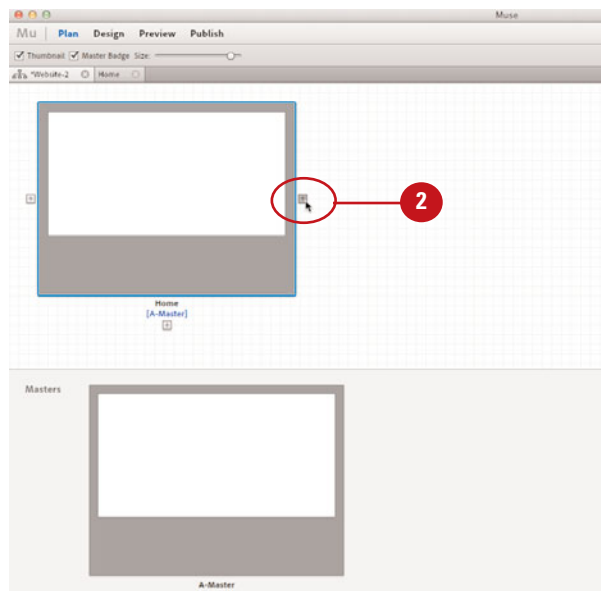 Muse
Mu Plan Design Preview Publish
Thumbnail Master Badge Size:
*Website-2 Home
2
Home
[A-Master]
Masters
A-Master